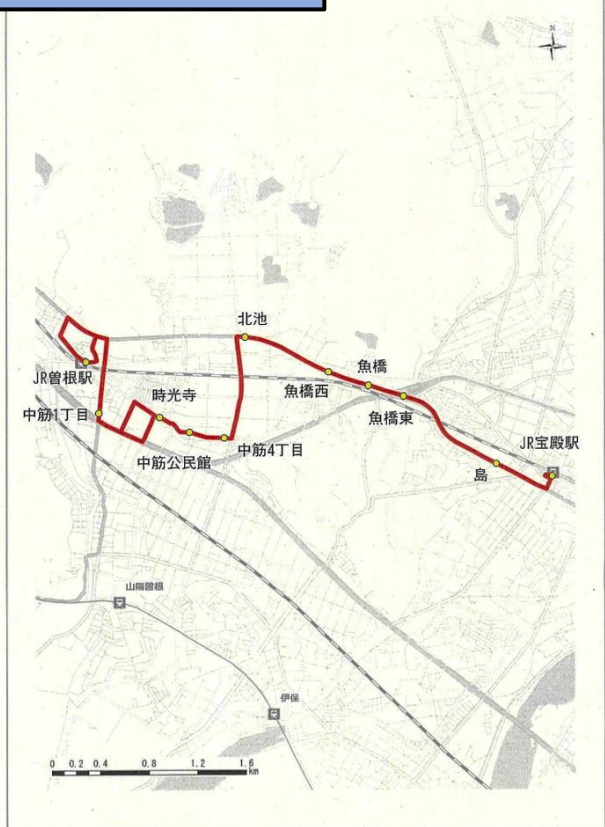 N
北池
魚橋
JR曽根駅
時光寺
魚橋西
中筋1丁目
魚橋東
JR宝殿駅
中筋公民館
中筋4丁目
島
山陽曽根
伊保
0 0.2 0.4 0.8 1.2 1.6
km